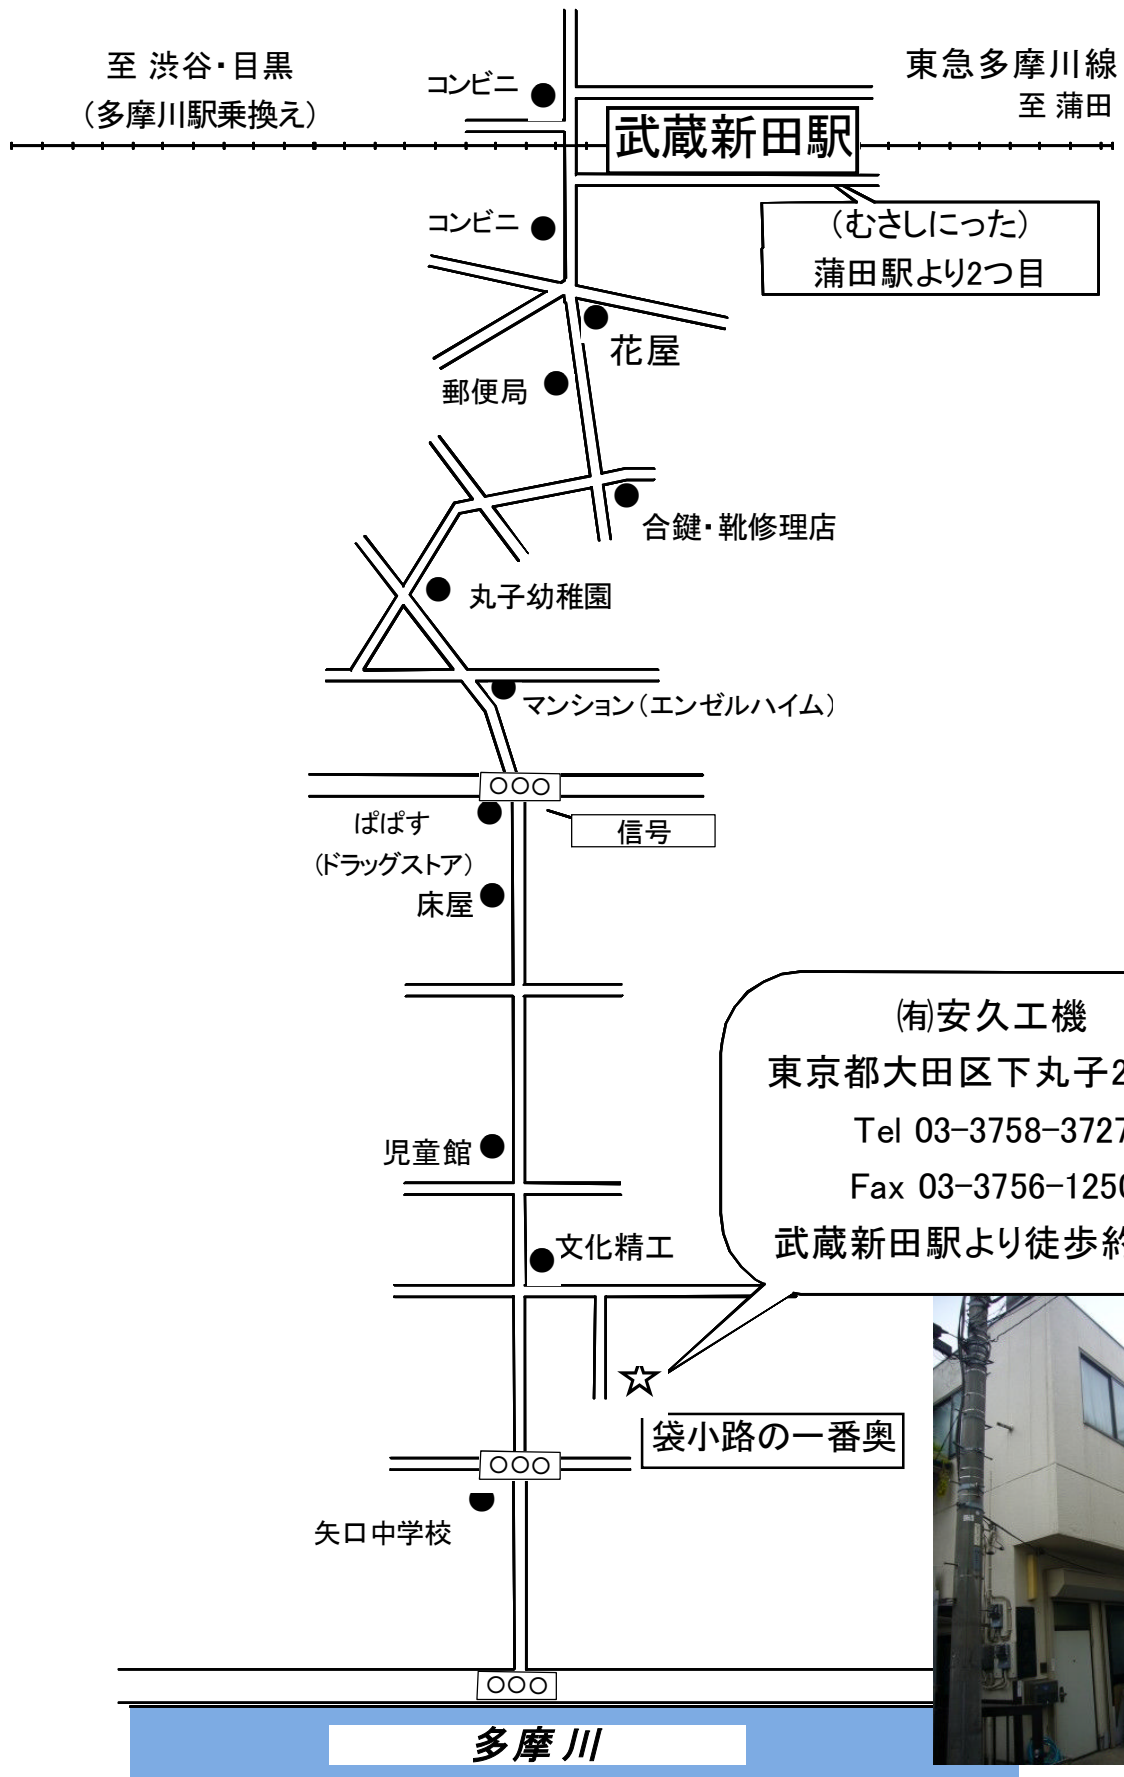 至 渋谷・目黒
(多摩川駅乗換え)
東急多摩川線
至 蒲田
コンビニ
武蔵新田駅
コンビニ
(むさしにった)
蒲田駅より2つ目
花屋
郵便局
合鍵・靴修理店
丸子幼稚園
マンション(エンゼルハイム)
信号
ぱぱす
(ドラッグストア)
床屋
㈲安久工機
東京都大田区下丸子2
Tel 03-3758-3727
Fax 03-3756-1250
武蔵新田駅より徒歩約
児童館
文化精工
袋小路の一番奥
矢口中学校
多摩川